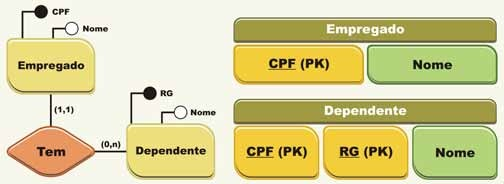 CPF
Nome
Empregado
(1,1)
RG
Nome
Tem
(0,n)
Dependente
Empregado
CPF (PK)
Nome
Dependente
CPF (PK)
RG (PK)
Nome